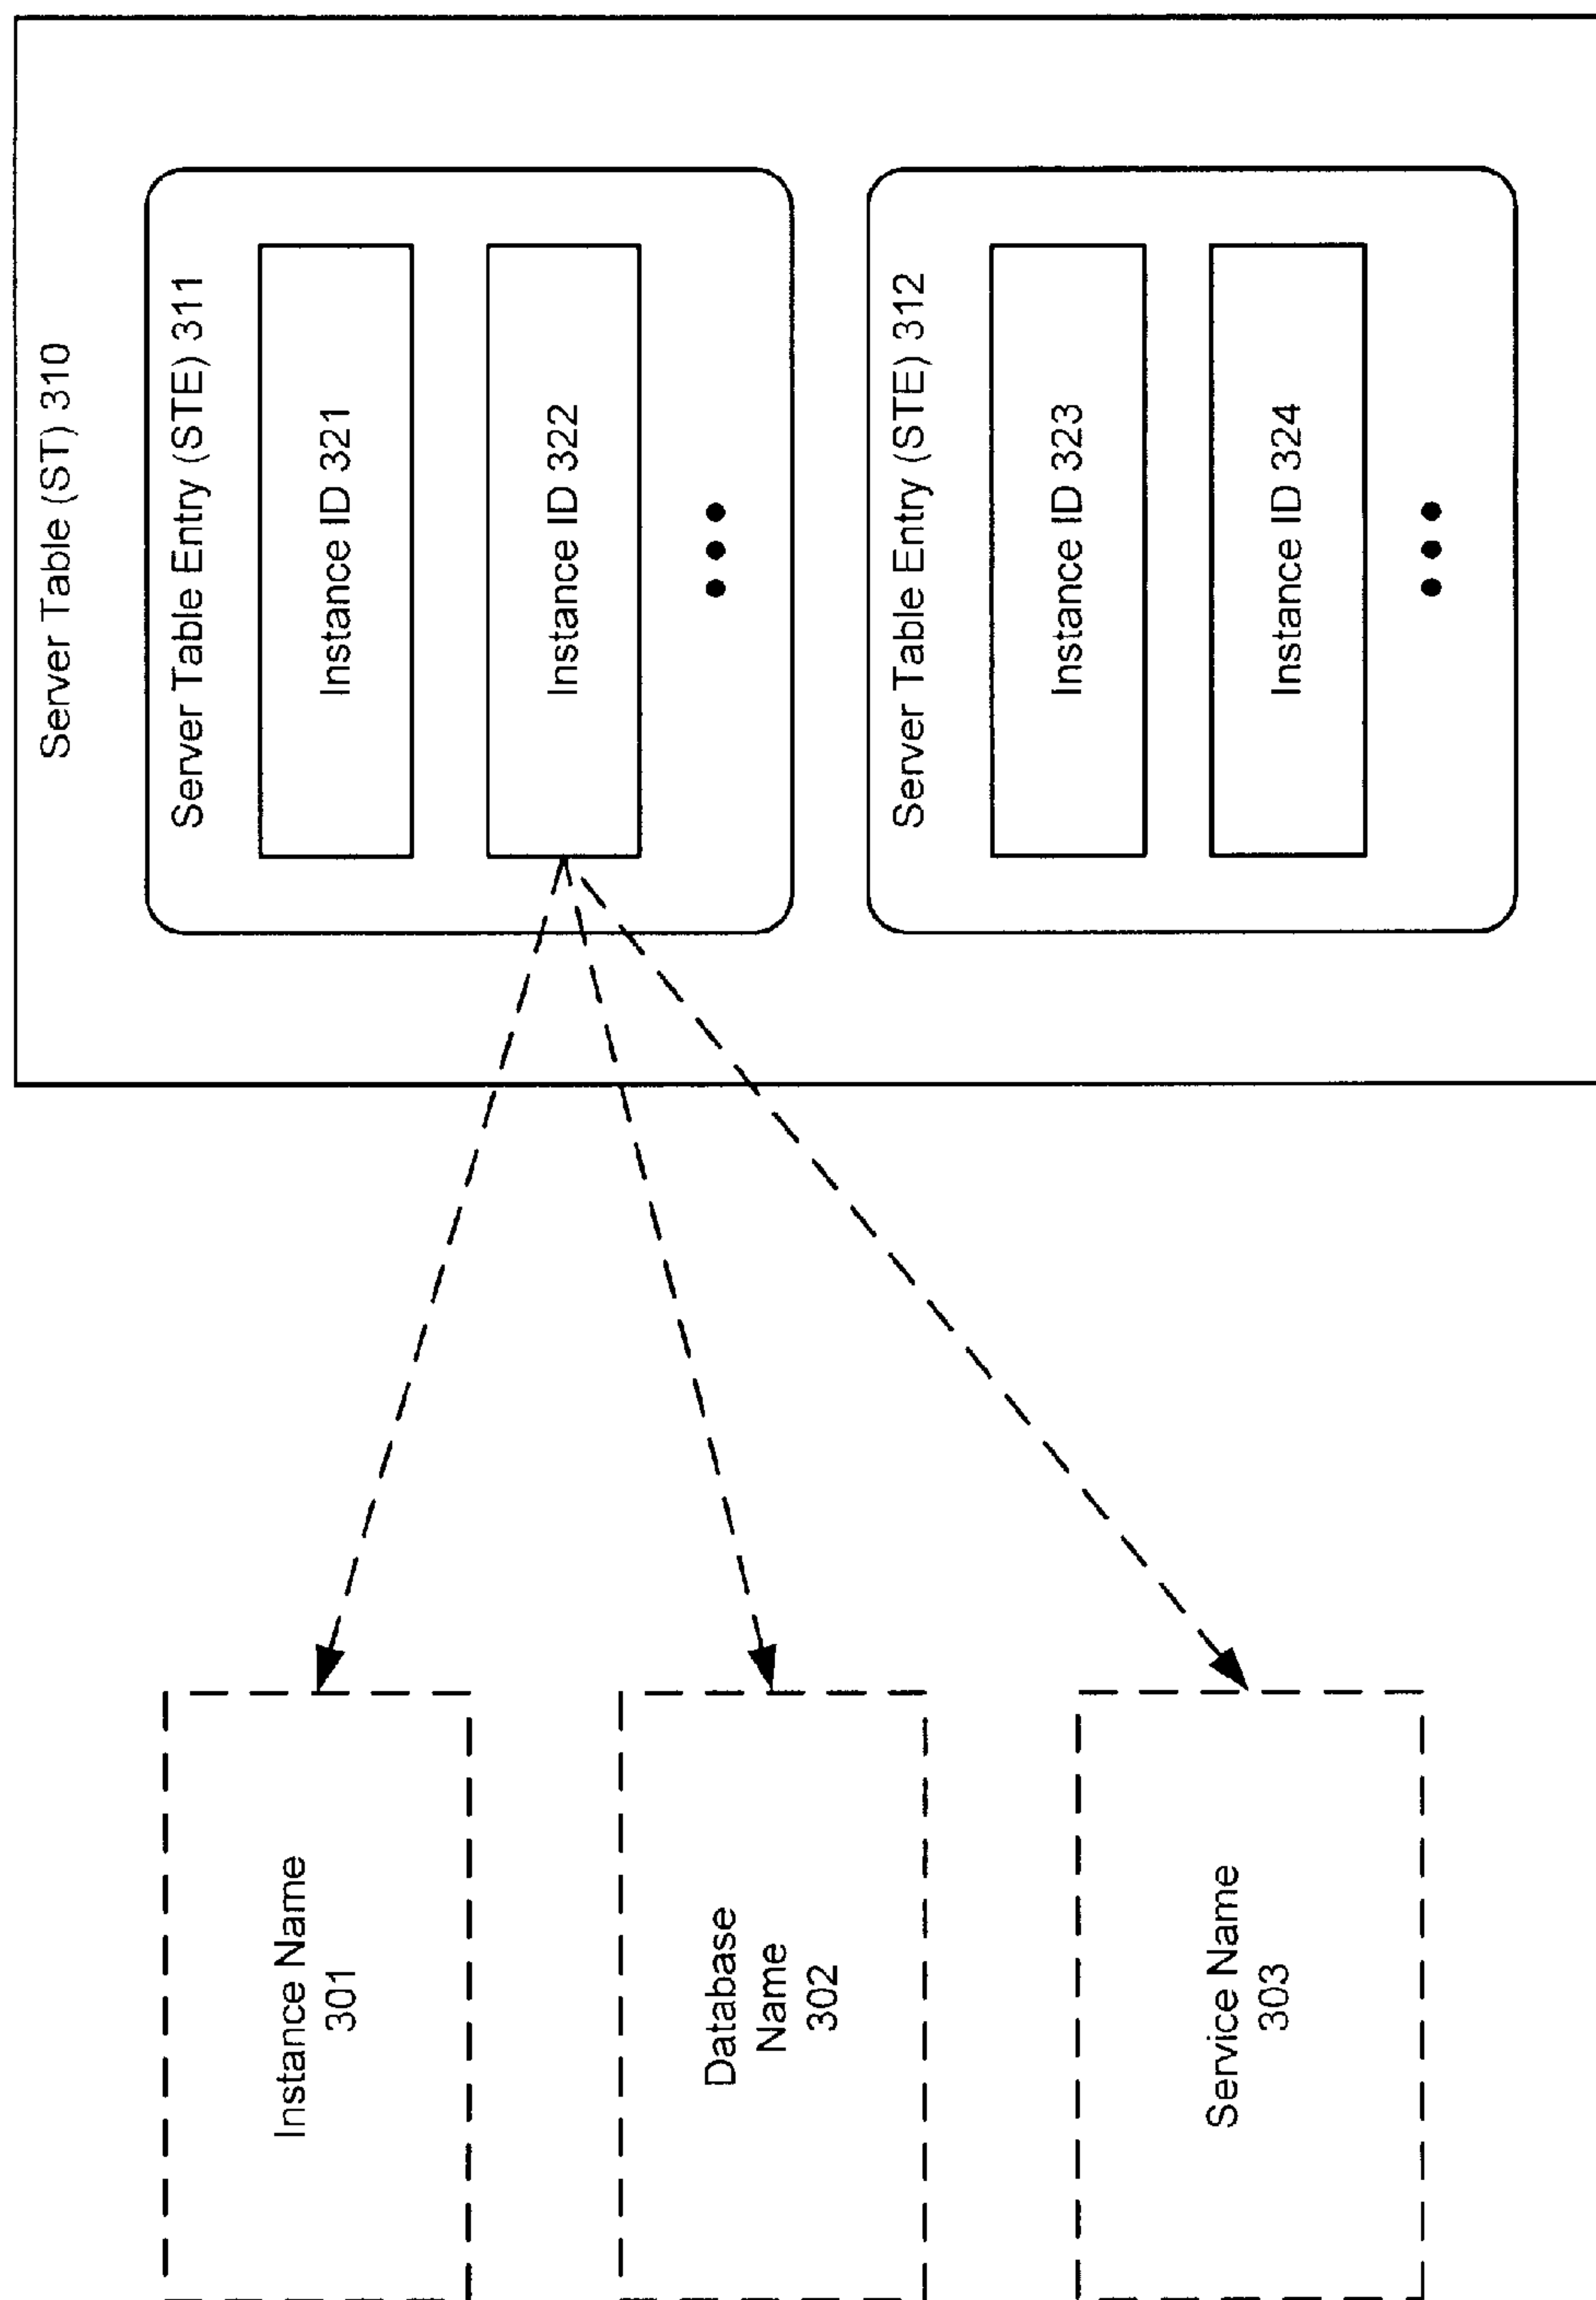 Server Table (ST) 310
Server Table Entry (STE) 311
Instance ID 321
Instance ID 322
Server Table Entry (STE) 312
Instance ID 323
Instance ID 324
Instance Name
301
Database
Name
302
Service Name
303